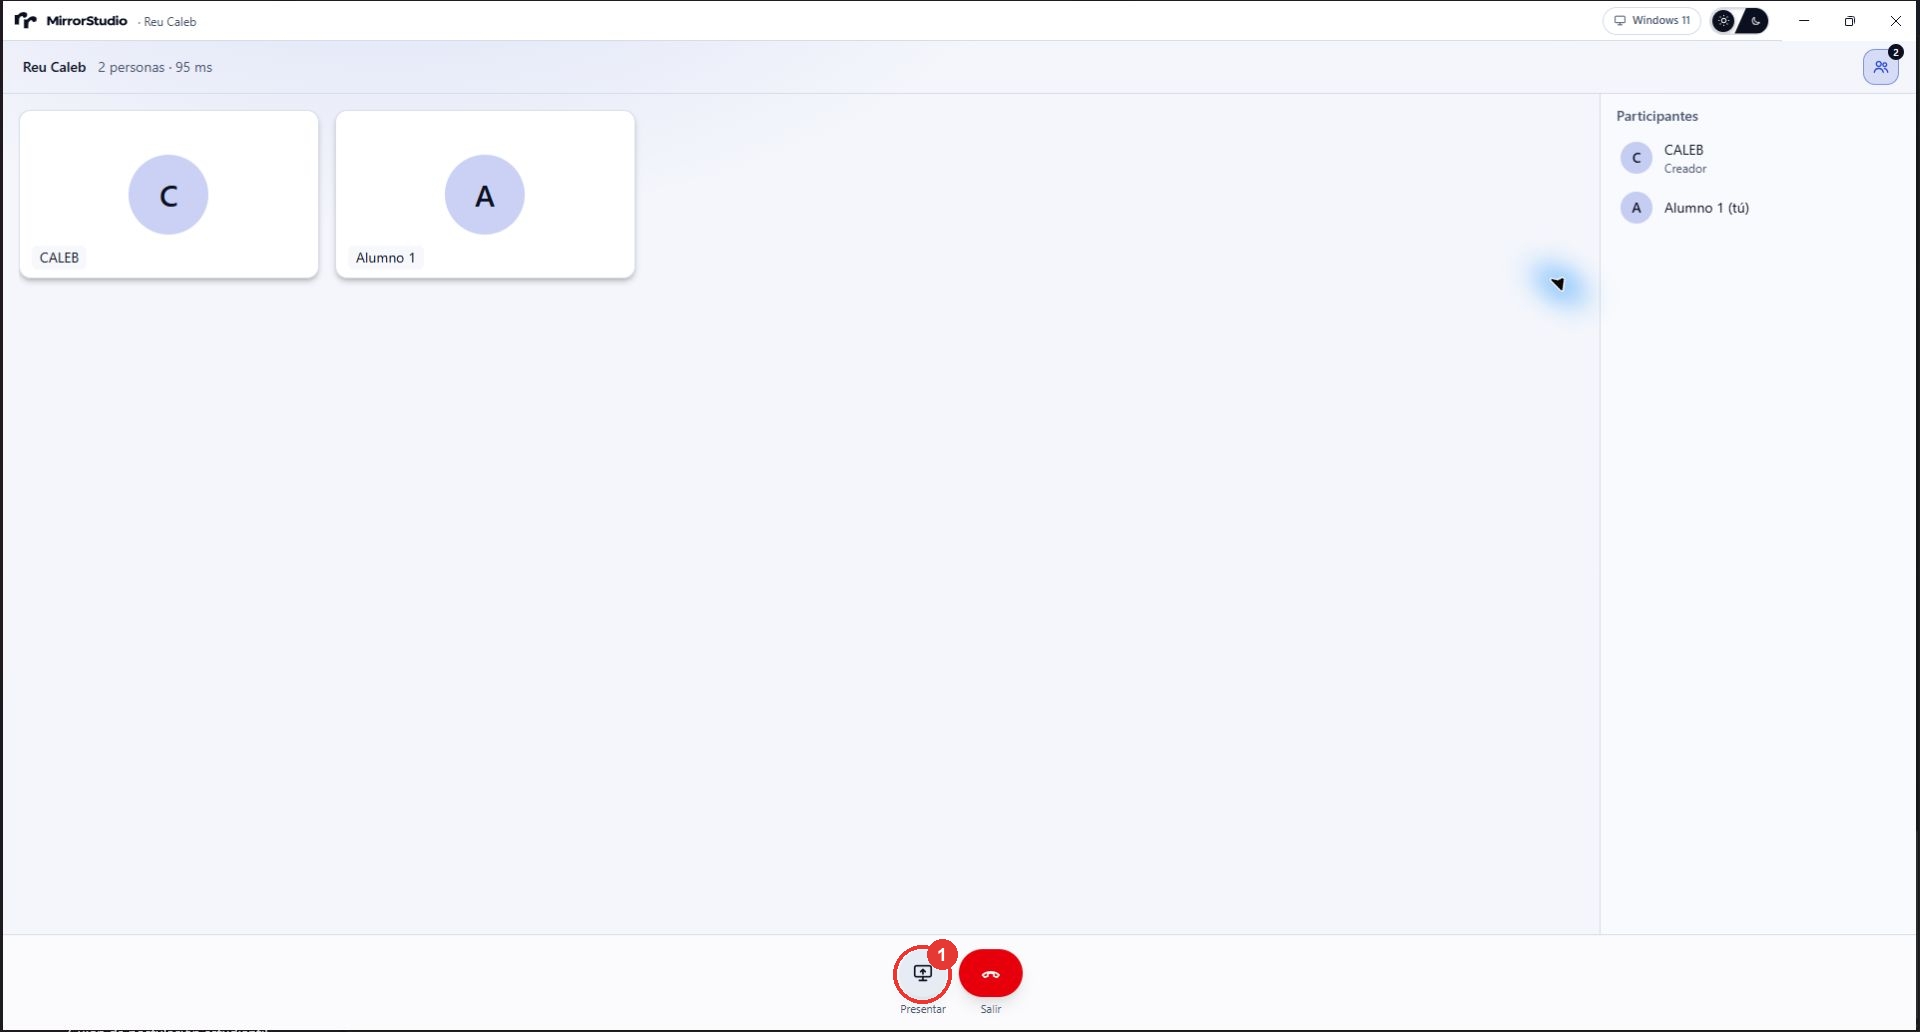 MirrorStudio · Reu Caleb
Windows 11
Reu Caleb 2 personas · 95 ms
2
C
CALEB
A
Alumno 1
Participantes
C CALEB
Creador
A Alumno 1 (tú)
1
Presentar
Salir